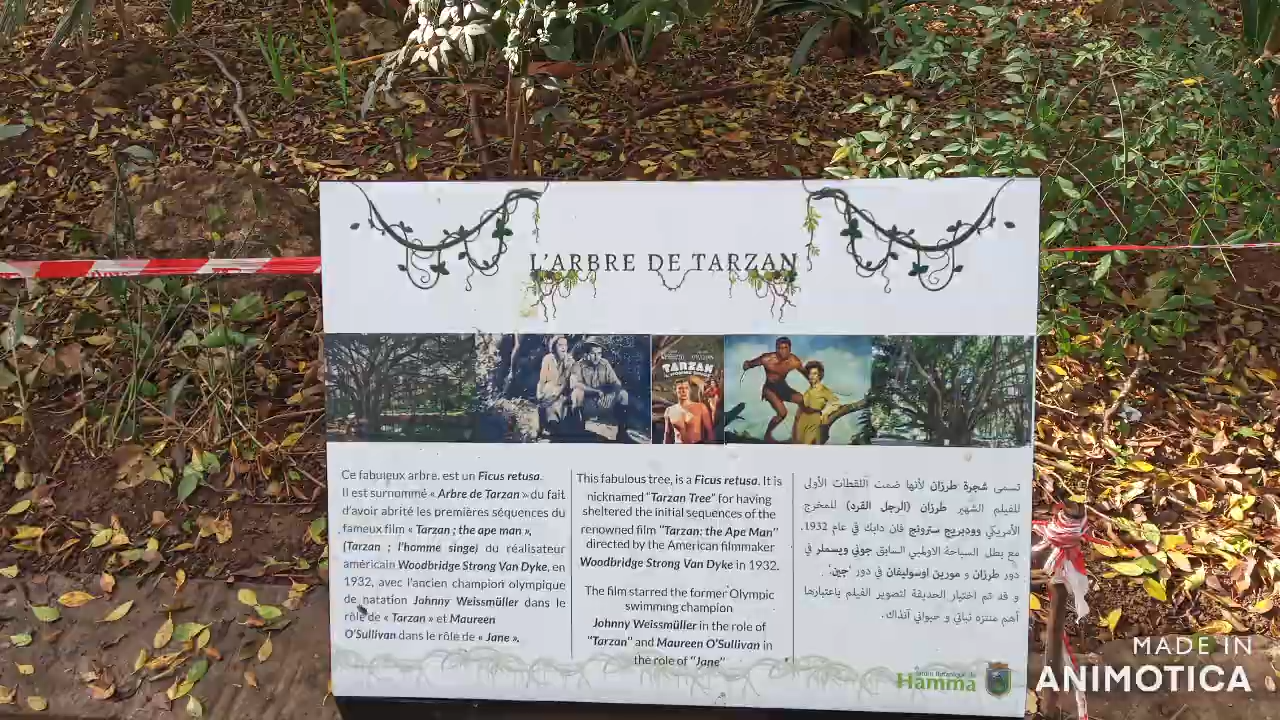 L'ARBRE DE TARZAN
TARZAN
Ce fabuleux arbre, est un Ficus retusa.
Il est surnommé « Arbre de Tarzan » du fait
d'avoir abrité les premières séquences du
fameux film « Tarzan ; the ape man »,
(Tarzan ; l'homme singe) du réalisateur
américain Woodbridge Strong Van Dyke, en
1932, avec l'ancien champion olympique
de natation Johnny Weissmüller dans le
rôle de « Tarzan » et Maureen
O'Sullivan dans le rôle de « Jane ».
This fabulous tree, is a Ficus retusa. It is
nicknamed "Tarzan Tree" for having
sheltered the initial sequences of the
renowned film "Tarzan: the Ape Man"
directed by the American filmmaker
Woodbridge Strong Van Dyke in 1932.
The film starred the former Olympic
swimming champion
Johnny Weissmüller in the role of
"Tarzan" and Maureen O'Sullivan in
the role of "Jane"
تسمى شجرة طرزان لأنها ضمت اللقطات الأولى
للفيلم الشهير طرزان (الرجل القرد) للمخرج
الأمريكي وودبريج سترونج فان دايك في عام 1932.
مع بطل السباحة الاولمبي السابق جوني ويسملر في
دور طرزان و مورين اوسوليفان في دور "جين".
و قد تم اختيار الحديقة لتصوير الفيلم باعتبارها
أهم منتزه نباتي و حيواني آنذاك.
Jardin Botanique du
Hamma
MADE IN
ANIMOTICA